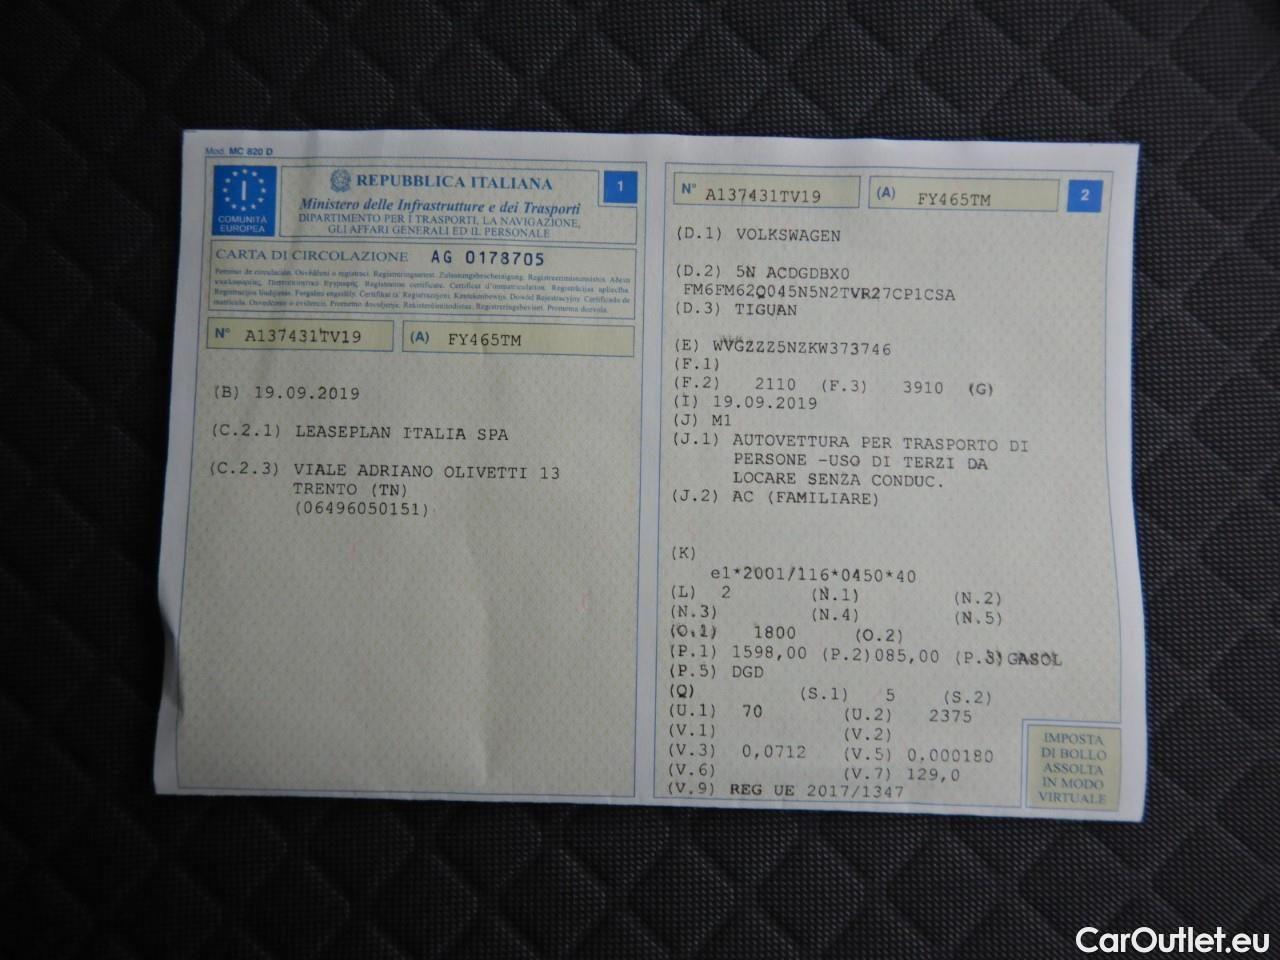 Mod. MC 820 D
I
COMUNITÀ
EUROPEA
REPUBBLICA ITALIANA
Ministero delle Infrastrutture e dei Trasporti
DIPARTIMENTO PER I TRASPORTI, LA NAVIGAZIONE,
GLI AFFARI GENERALI ED IL PERSONALE
1
CARTA DI CIRCOLAZIONE AG 0178705
N° A137431TV19 (A) FY465TM
(B) 19.09.2019
(C.2.1) LEASEPLAN ITALIA SPA
(C.2.3) VIALE ADRIANO OLIVETTI 13
TRENTO (TN)
(06496050151)
N° A137431TV19 (A) FY465TM 2
(D.1) VOLKSWAGEN
(D.2) 5N ACDGDBX0
FM6FM62Q045N5N2TVR27CP1CSA
(D.3) TIGUAN
(E) WVGZZZ5NZKW373746
(F.1)
(F.2) 2110 (F.3) 3910 (G)
(I) 19.09.2019
(J) M1
(J.1) AUTOVETTURA PER TRASPORTO DI
PERSONE -USO DI TERZI DA
LOCARE SENZA CONDUC.
(J.2) AC (FAMILIARE)
(K)
e1*2001/116*0450*40
(L) 2 (N.1) (N.2)
(N.3) (N.4) (N.5)
(O.1) 1800 (O.2)
(P.1) 1598,00 (P.2)085,00 (P.3)GASOL
(P.5) DGD
(Q) (S.1) 5 (S.2)
(U.1) 70 (U.2) 2375
(V.1) (V.2)
(V.3) 0,0712 (V.5) 0,000180
(V.6) (V.7) 129,0
(V.9) REG UE 2017/1347
IMPOSTA
DI BOLLO
ASSOLTA
IN MODO
VIRTUALE
CarOutlet.eu